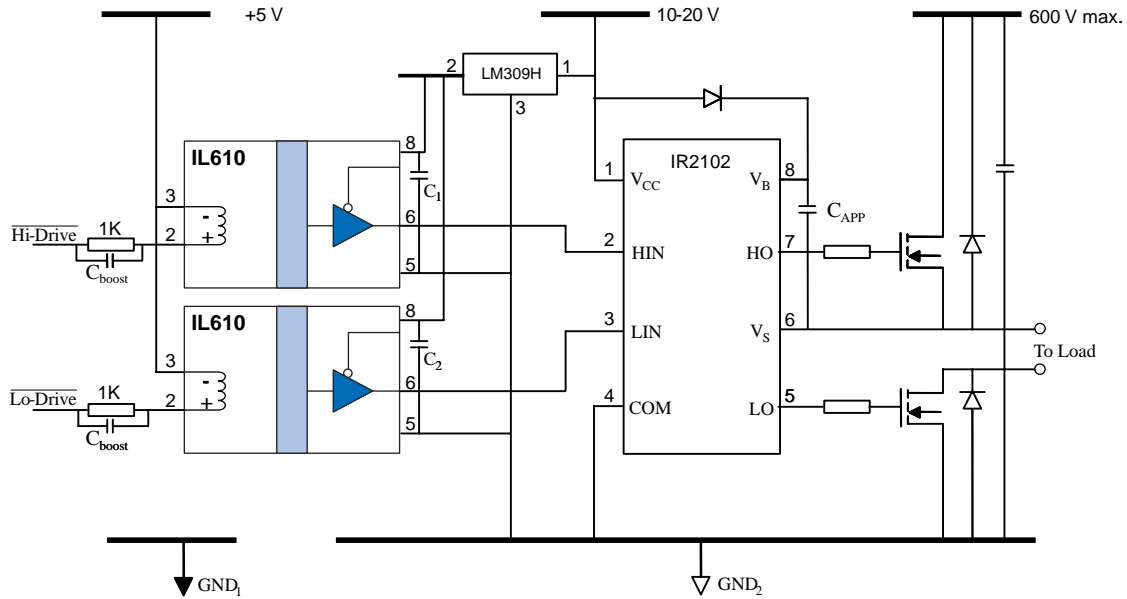 +5 V
10-20 V
600 V max.
2
LM309H
1
3
IL610
8
C1
3
-
Hi-Drive
1K
2
+
6
5
Cboost
IR2102
1
VCC
VB
8
CAPP
2
HIN
HO
7
IL610
8
C2
3
LIN
VS
6
To Load
3
-
Lo-Drive
1K
2
+
6
5
Cboost
4
COM
LO
5
GND1
GND2